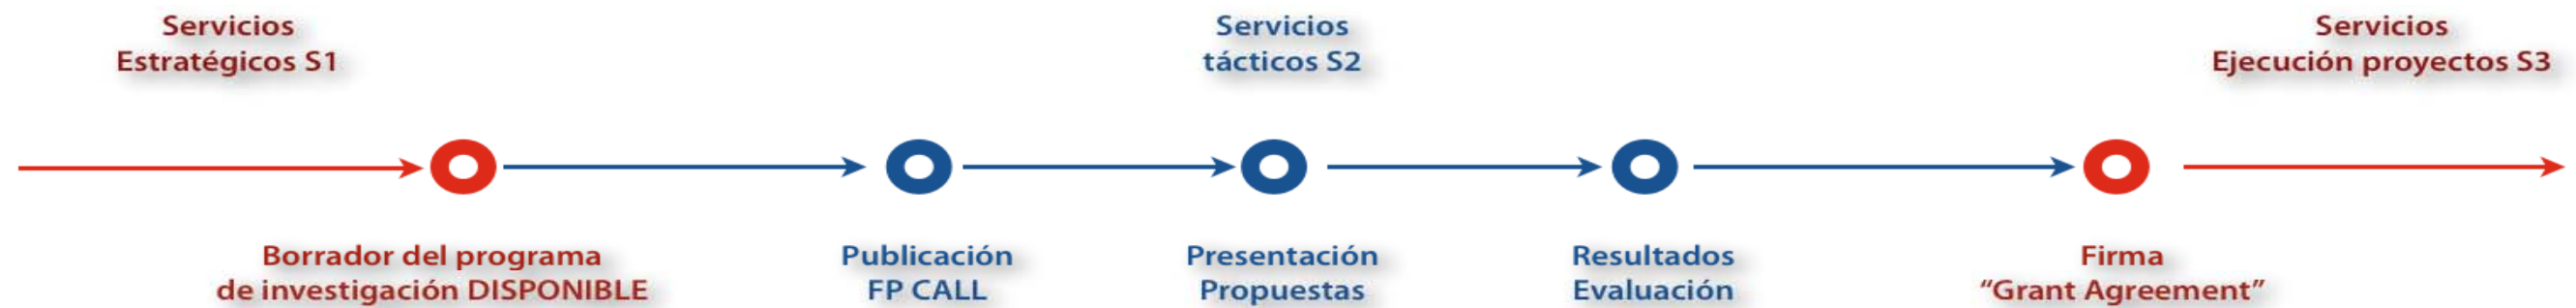 Servicios
Estratégicos S1
Servicios
tácticos S2
Servicios
Ejecución proyectos S3
Borrador del programa
de investigación DISPONIBLE
Publicación
FP CALL
Presentación
Propuestas
Resultados
Evaluación
Firma
“Grant Agreement”